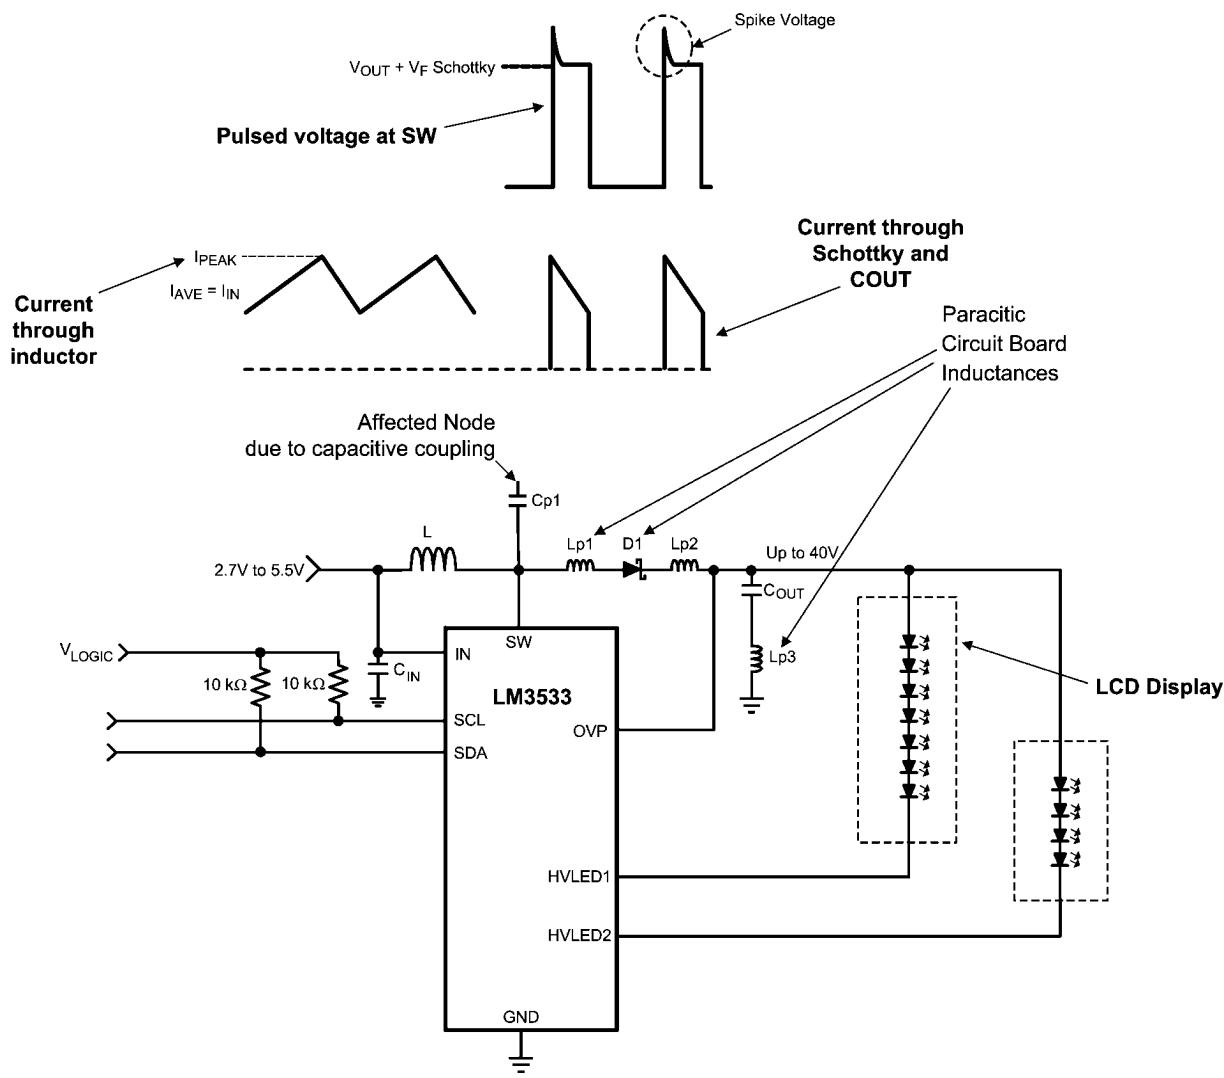 Spike Voltage
VOUT + VF Schottky
Pulsed voltage at SW
Current through
Schottky and
COUT
IPEAK
IAVE = IIN
Current
through
inductor
Paracitic
Circuit Board
Inductances
Affected Node
due to capacitive coupling
Cp1
L
Lp1
D1
Lp2
Up to 40V
2.7V to 5.5V
COUT
SW
VLOGIC
IN
CIN
Lp3
10 kΩ
10 kΩ
LM3533
LCD Display
SCL
OVP
SDA
HVLED1
HVLED2
GND